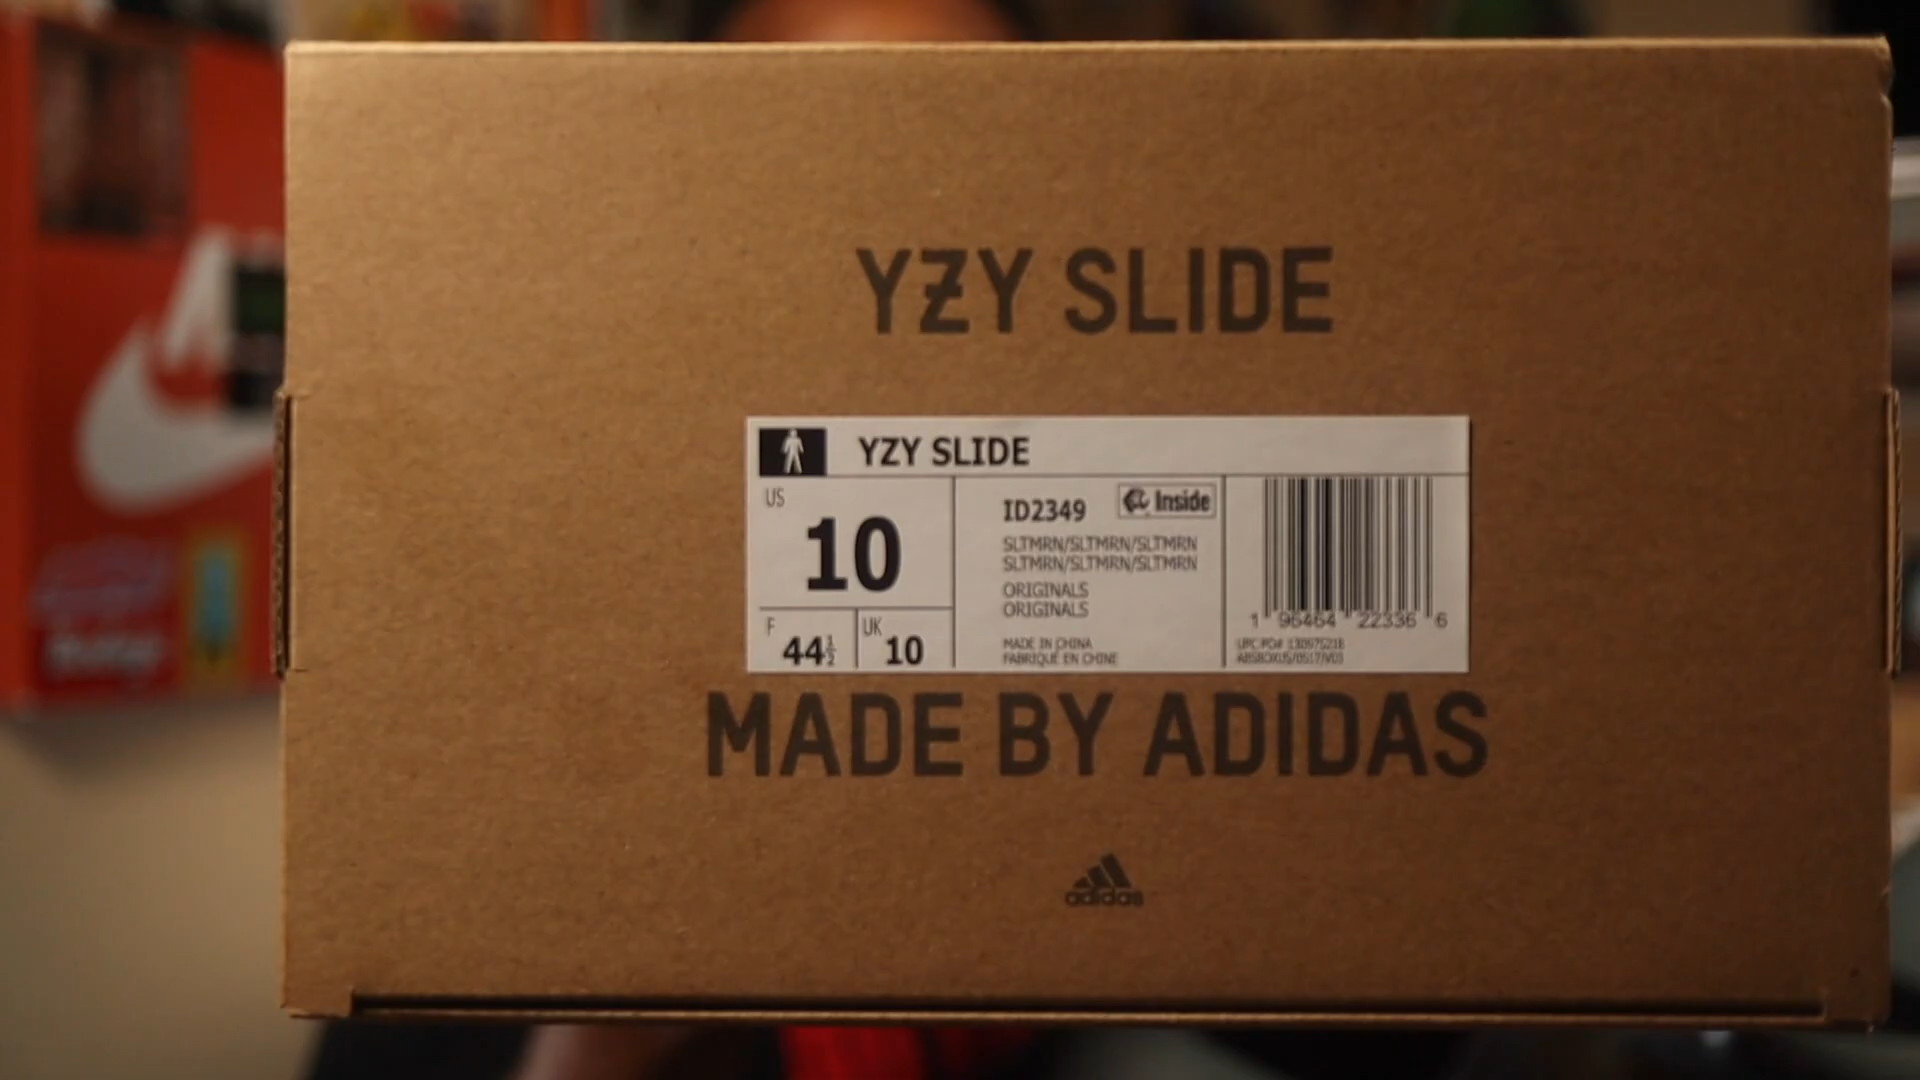 YZY SLIDE
YZY SLIDE
US
10
F
44½
UK
10
ID2349
Inside
SLTMRN/SLTMRN/SLTMRN
SLTMRN/SLTMRN/SLTMRN
ORIGINALS
ORIGINALS
MADE IN CHINA
FABRIQUÉ EN CHINE
1 96464 22336 6
MADE BY ADIDAS
adidas